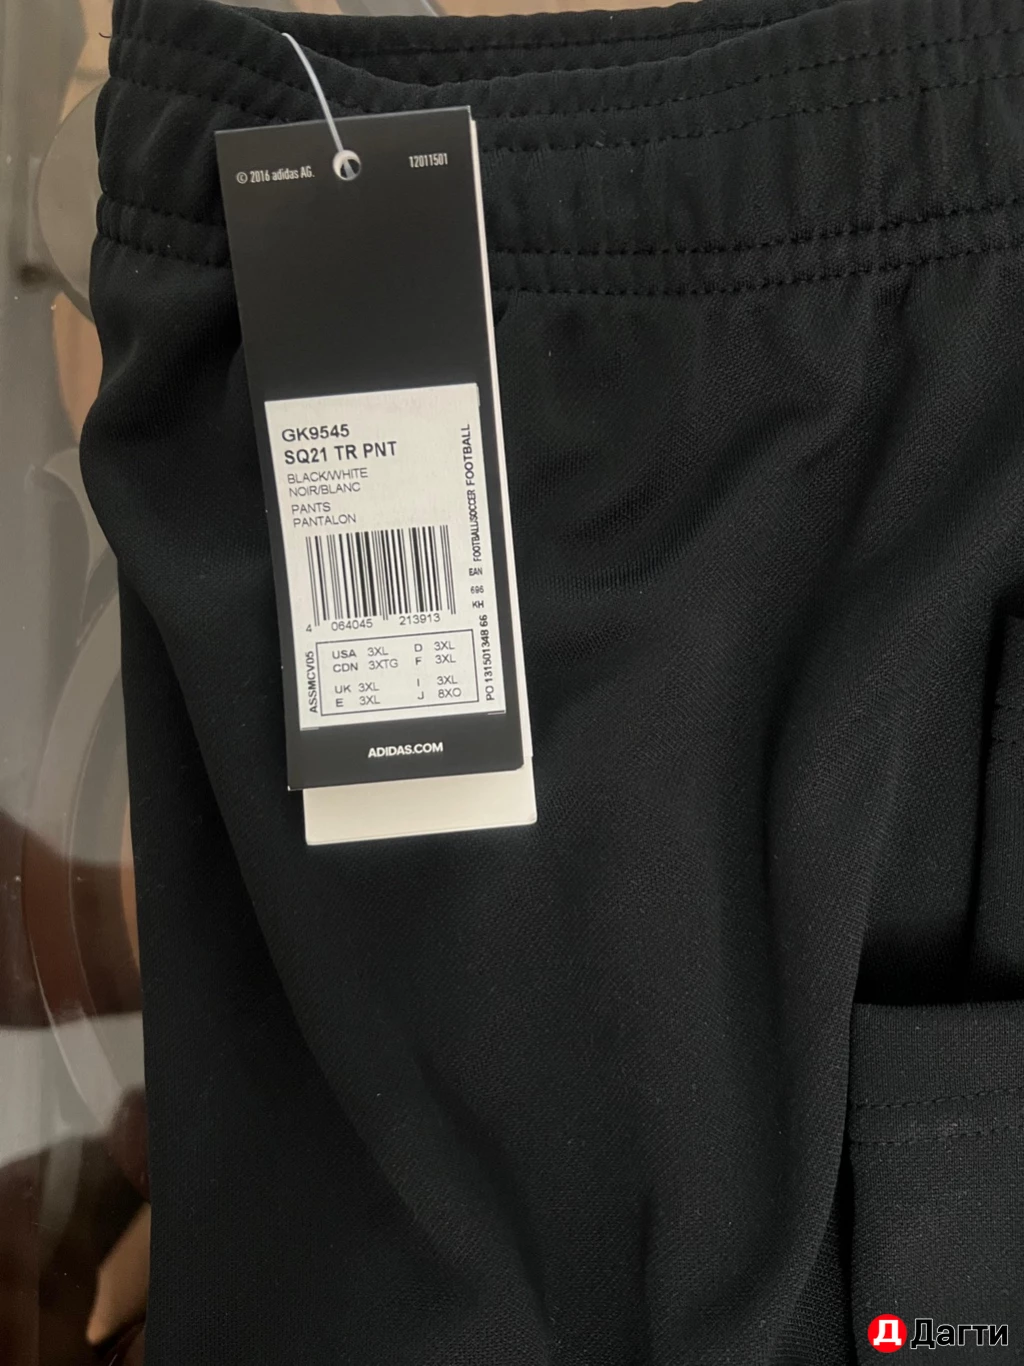 © 2016 adidas AG.
12011501
GK9545
SQ21 TR PNT
BLACK/WHITE
NOIR/BLANC
PANTS
PANTALON
4 064045 213913
USA 3XL D 3XL
CDN 3XTG F 3XL
UK 3XL I 3XL
E 3XL J 8XO
ASSMCV05
PO 131501348 66 KH 696 EAN FOOTBALL/SOCCER FOOTBALL
ADIDAS.COM
Д Дагти